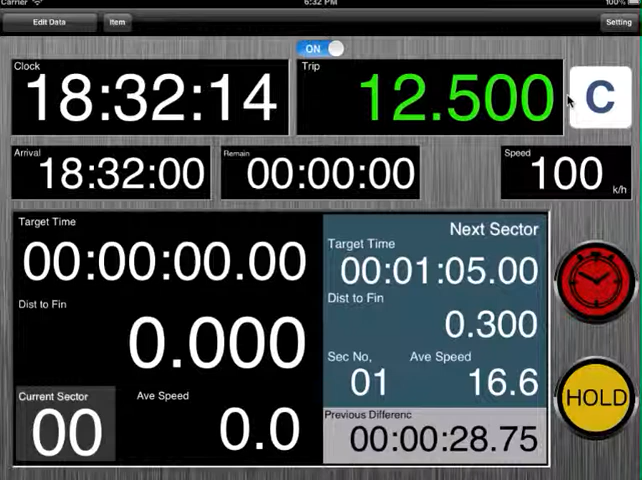 Carrier 6:32 PM 100%
Edit Data Item Setting
ON
Clock Trip
18:32:14 12.500 C
Arrival Remain Speed
18:32:00 00:00:00 100 k/h
Target Time Next Sector
00:00:00.00 Target Time
00:01:05.00
Dist to Fin Dist to Fin
0.000 0.300
Sec No, Ave Speed
01 16.6
Current Sector Ave Speed HOLD
00 0.0 Previous Differenc
00:00:28.75